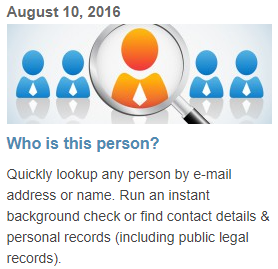 August 10, 2016
Who is this person?
Quickly lookup any person by e-mail
address or name. Run an instant
background check or find contact details &
personal records (including public legal
records).